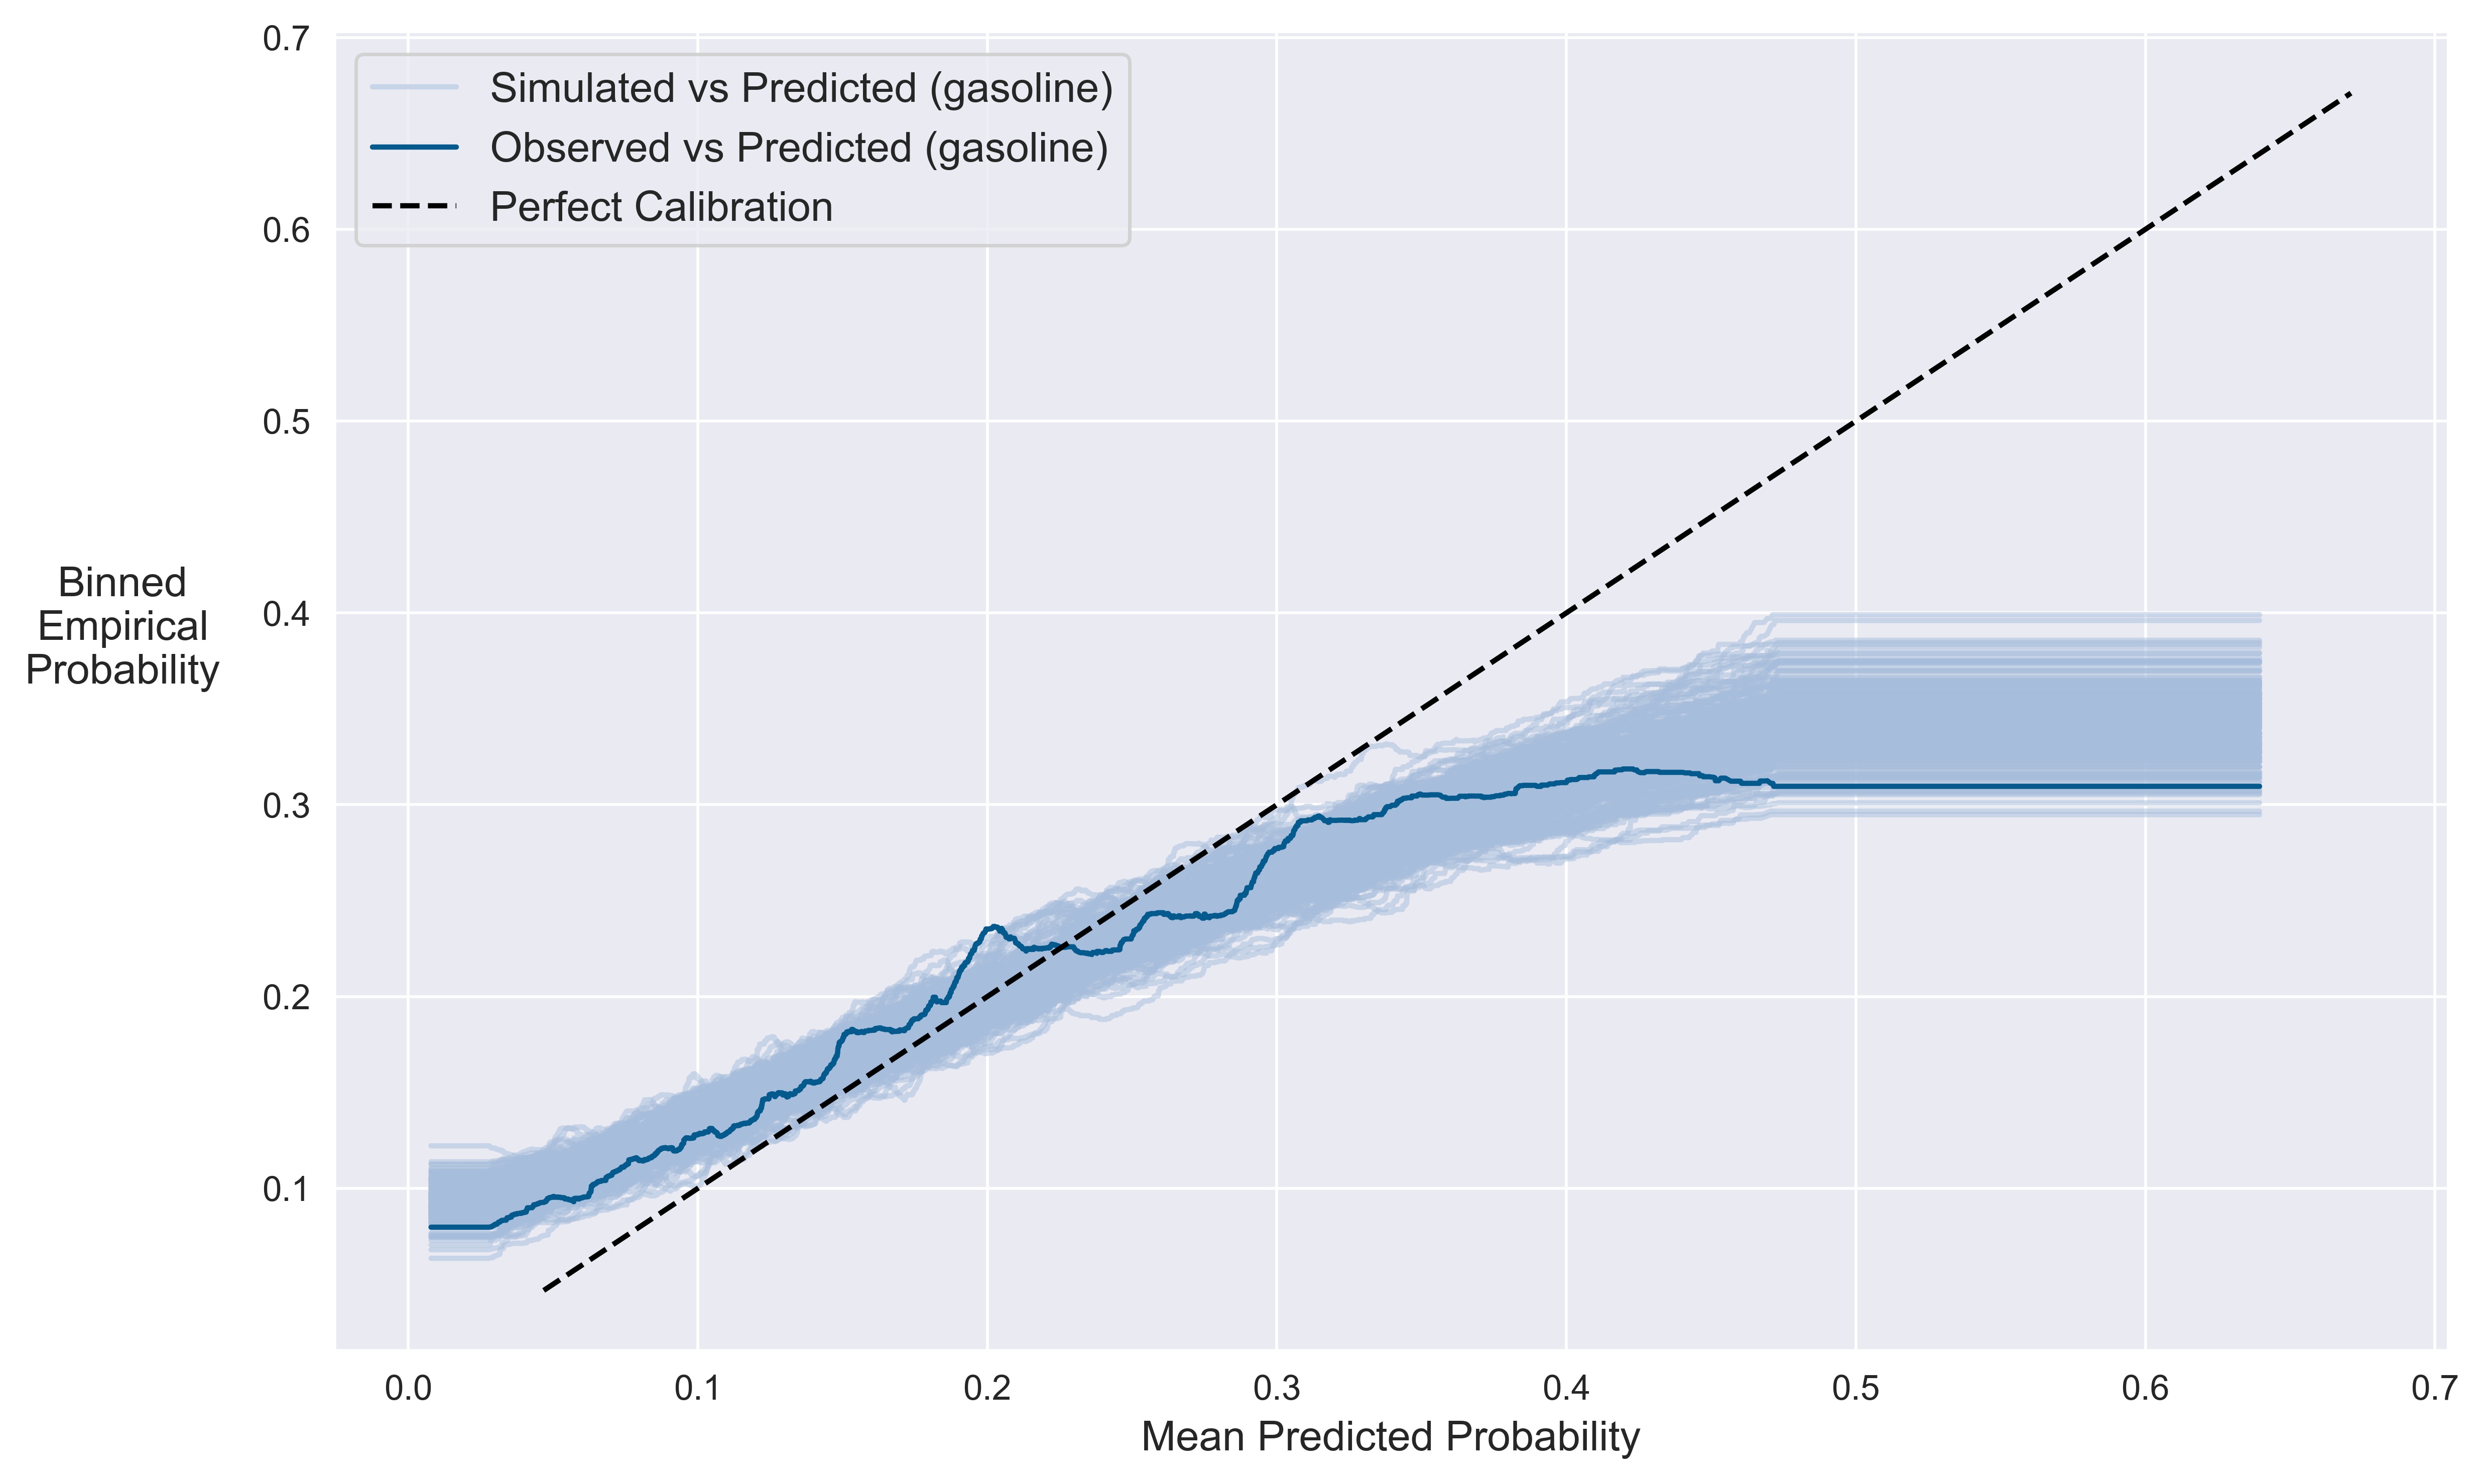 0.7
0.6
0.5
0.4
0.3
0.2
0.1
Simulated vs Predicted (gasoline)
Observed vs Predicted (gasoline)
Perfect Calibration
Binned
Empirical
Probability
0.0 0.1 0.2 0.3 0.4 0.5 0.6 0.7
Mean Predicted Probability